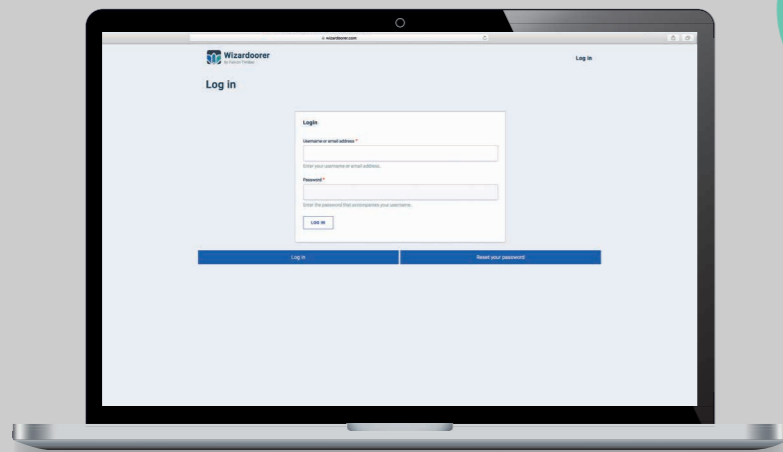 wizardoorer.com
Wizardoorer
Log in
Log in
Login
Username or email address *
Enter your username or email address.
Password *
Enter the password that accompanies your username.
LOG IN
Log in
Reset your password